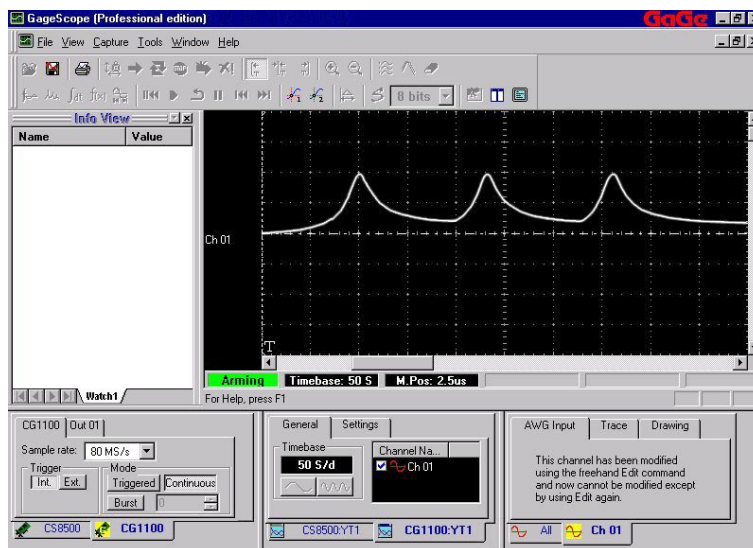 GageScope (Professional edition)
GaGe
File View Capture Tools Window Help
8 bits
Info View
Name Value
Ch 01
T
Watch1
Arming Timebase: 50 S M.Pos: 2.5us
For Help, press F1
CG1100 Out 01
Sample rate: 80 MS/s
Trigger
Int. Ext.
Mode
Triggered Continuous
Burst 0
CS8500 CG1100
General Settings
Timebase
50 S/d
Channel Na...
Ch 01
CS8500:YT1 CG1100:YT1
AWG Input Trace Drawing
This channel has been modified
using the freehand Edit command
and now cannot be modified except
by using Edit again.
All Ch 01